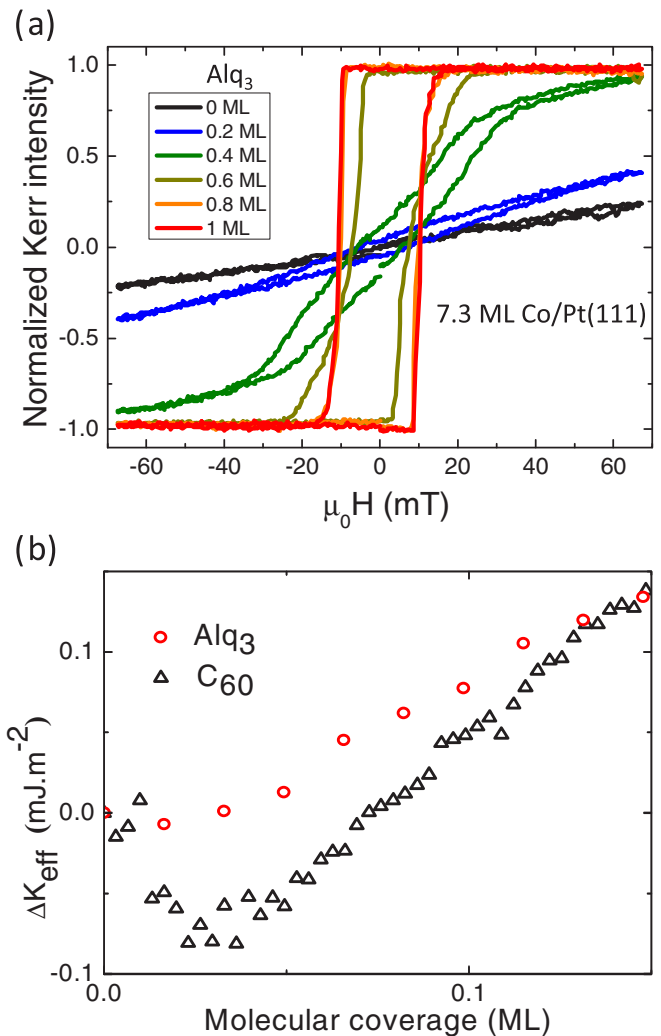 (a)
Normalized Kerr intensity
1.0
0.5
0.0
-0.5
-1.0
Alq3
0 ML
0.2 ML
0.4 ML
0.6 ML
0.8 ML
1 ML
7.3 ML Co/Pt(111)
-60 -40 -20 0 20 40 60
μ0H (mT)
(b)
ΔKeff (mJ.m-2)
0.1
0.0
-0.1
Alq3
C60
0.0 0.1
Molecular coverage (ML)